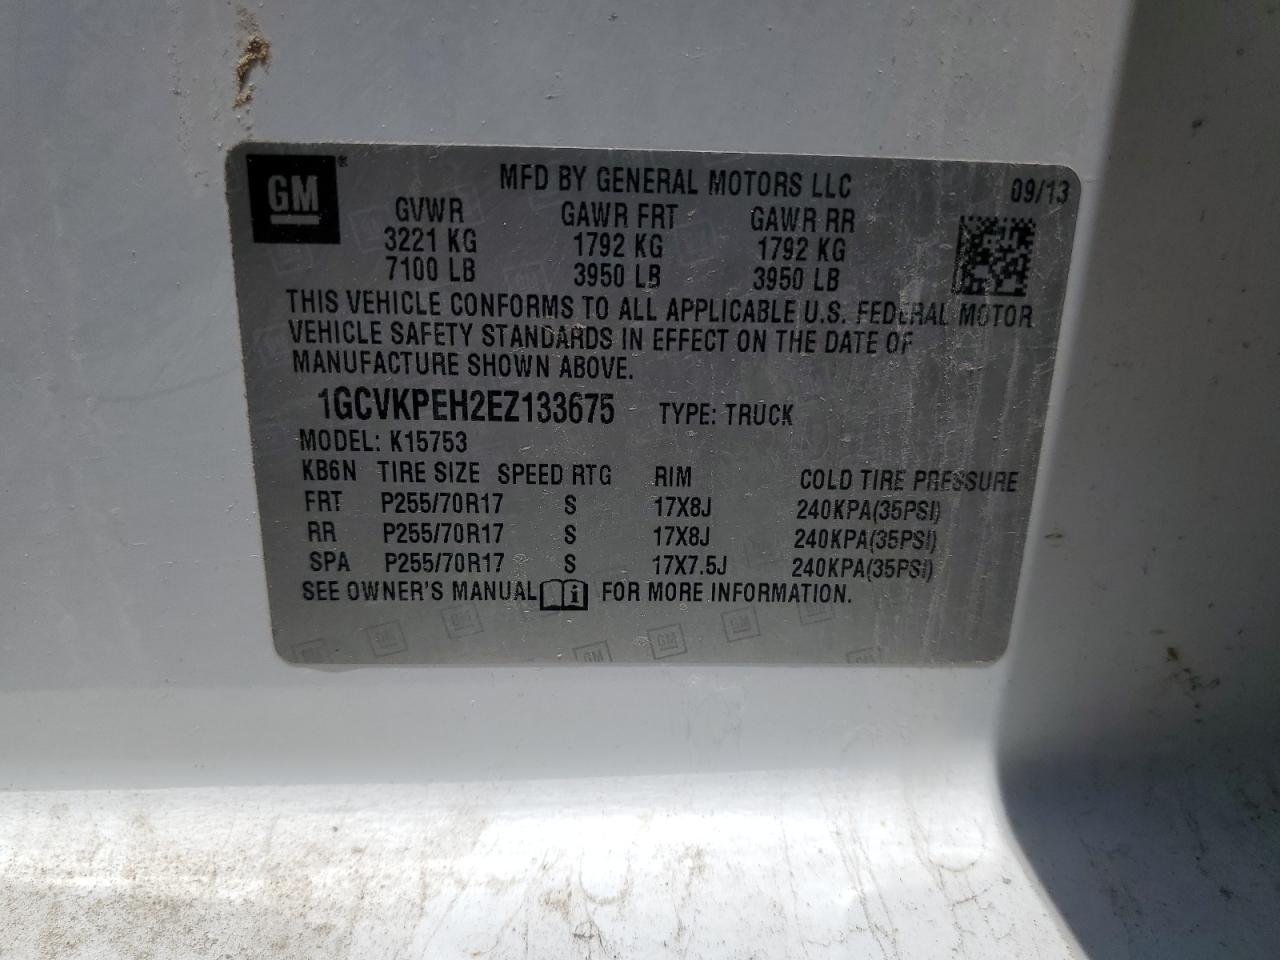 GM® MFD BY GENERAL MOTORS LLC 09/13
GVWR GAWR FRT GAWR RR
3221 KG 1792 KG 1792 KG
7100 LB 3950 LB 3950 LB
THIS VEHICLE CONFORMS TO ALL APPLICABLE U.S. FEDERAL MOTOR
VEHICLE SAFETY STANDARDS IN EFFECT ON THE DATE OF
MANUFACTURE SHOWN ABOVE.
1GCVKPEH2EZ133675 TYPE: TRUCK
MODEL: K15753
KB6N TIRE SIZE SPEED RTG RIM COLD TIRE PRESSURE
FRT P255/70R17 S 17X8J 240KPA(35PSI)
RR P255/70R17 S 17X8J 240KPA(35PSI)
SPA P255/70R17 S 17X7.5J 240KPA(35PSI)
SEE OWNER'S MANUAL FOR MORE INFORMATION.